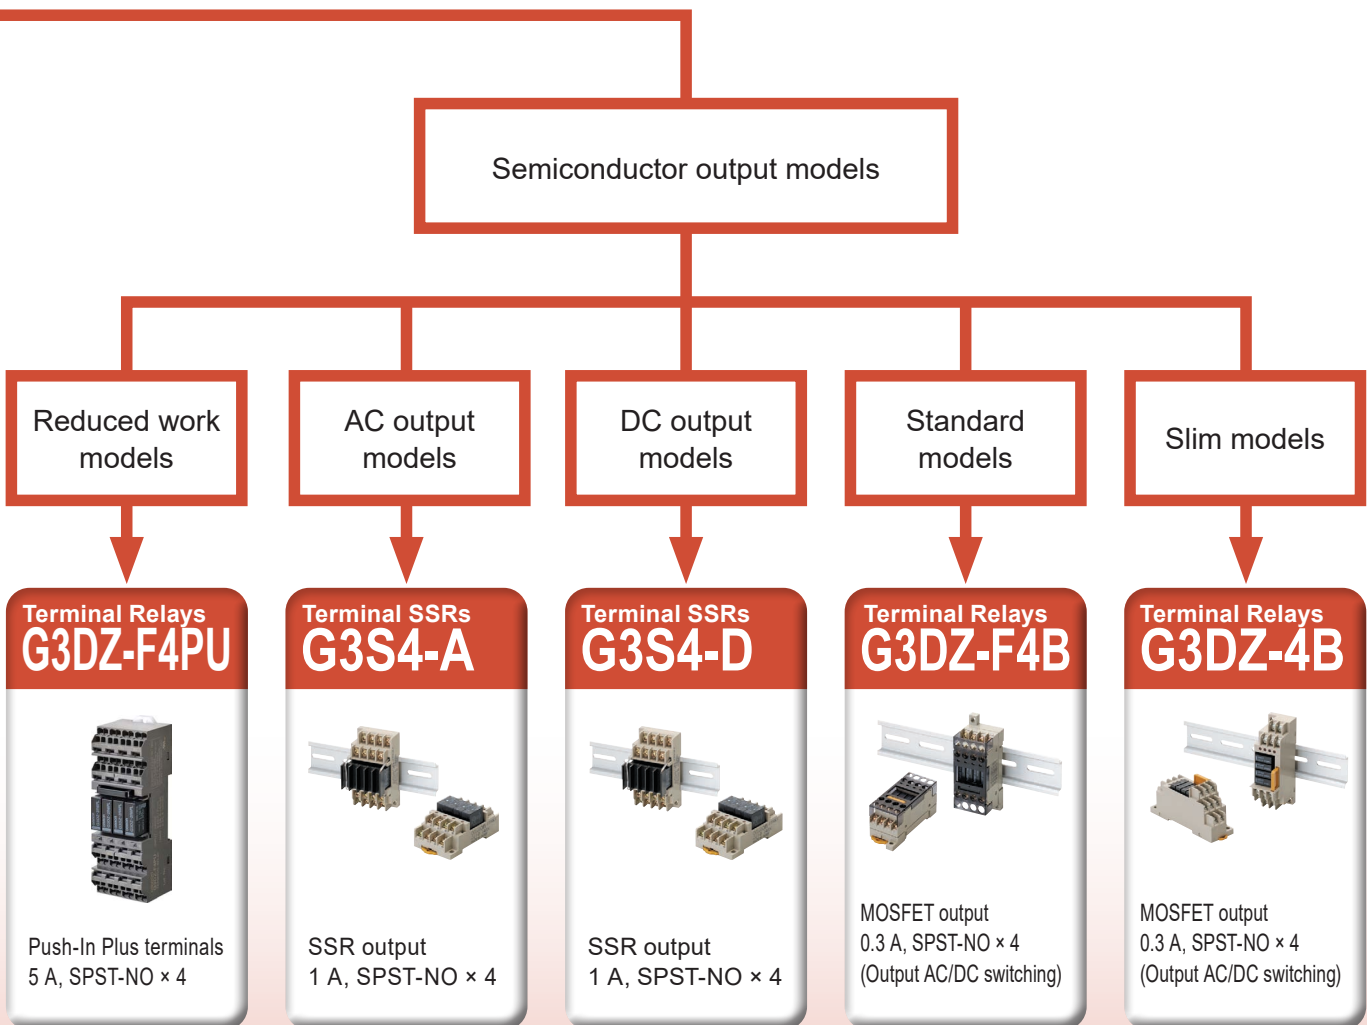 Semiconductor output models
Reduced work
models
AC output
models
DC output
models
Standard
models
Slim models
Terminal Relays
G3DZ-F4PU
Push-In Plus terminals
5 A, SPST-NO × 4
Terminal SSRs
G3S4-A
SSR output
1 A, SPST-NO × 4
Terminal SSRs
G3S4-D
SSR output
1 A, SPST-NO × 4
Terminal Relays
G3DZ-F4B
MOSFET output
0.3 A, SPST-NO × 4
(Output AC/DC switching)
Terminal Relays
G3DZ-4B
MOSFET output
0.3 A, SPST-NO × 4
(Output AC/DC switching)